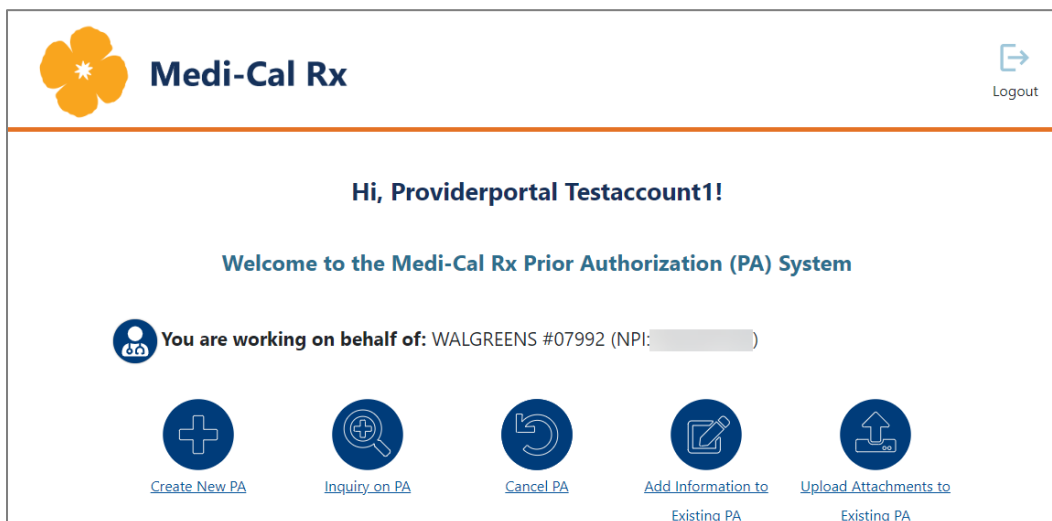 Medi-Cal Rx
Logout
Hi, Providerportal Testaccount1!
Welcome to the Medi-Cal Rx Prior Authorization (PA) System
You are working on behalf of: WALGREENS #07992 (NPI: )
Create New PA
Inquiry on PA
Cancel PA
Add Information to
Existing PA
Upload Attachments to
Existing PA